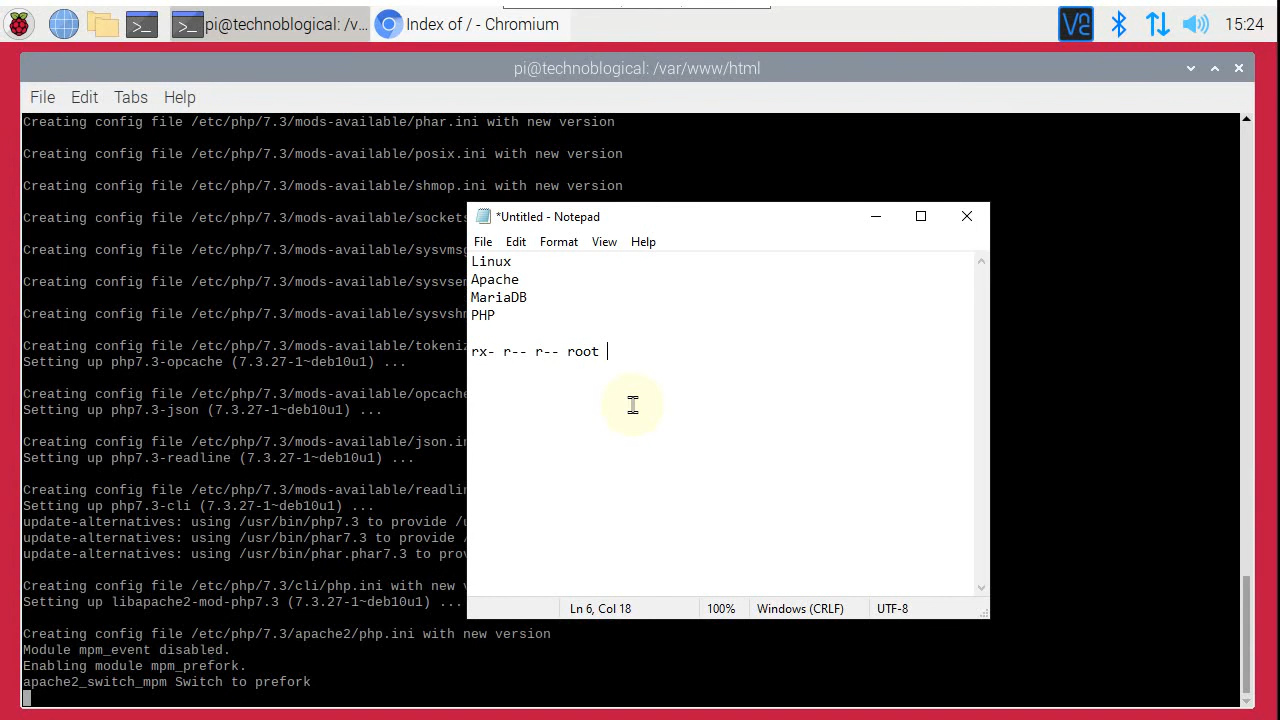 pi@technoblogical: /v...
Index of / - Chromium
15:24
pi@technoblogical: /var/www/html
File Edit Tabs Help
Creating config file /etc/php/7.3/mods-available/phar.ini with new version
Creating config file /etc/php/7.3/mods-available/posix.ini with new version
Creating config file /etc/php/7.3/mods-available/shmop.ini with new version
Creating config file /etc/php/7.3/mods-available/sockets
Creating config file /etc/php/7.3/mods-available/sysvmsg
Creating config file /etc/php/7.3/mods-available/sysvsem
Creating config file /etc/php/7.3/mods-available/sysvshm
Creating config file /etc/php/7.3/mods-available/tokeniz
Setting up php7.3-opcache (7.3.27-1~deb10u1) ...
Creating config file /etc/php/7.3/mods-available/opcache
Setting up php7.3-json (7.3.27-1~deb10u1) ...
Creating config file /etc/php/7.3/mods-available/json.in
Setting up php7.3-readline (7.3.27-1~deb10u1) ...
Creating config file /etc/php/7.3/mods-available/readlin
Setting up php7.3-cli (7.3.27-1~deb10u1) ...
update-alternatives: using /usr/bin/php7.3 to provide /u
update-alternatives: using /usr/bin/phar7.3 to provide /
update-alternatives: using /usr/bin/phar.phar7.3 to prov
Creating config file /etc/php/7.3/cli/php.ini with new v
Setting up libapache2-mod-php7.3 (7.3.27-1~deb10u1) ...
Creating config file /etc/php/7.3/apache2/php.ini with new version
Module mpm_event disabled.
Enabling module mpm_prefork.
apache2_switch_mpm Switch to prefork
*Untitled - Notepad
File Edit Format View Help
Linux
Apache
MariaDB
PHP
rx- r-- r-- root
Ln 6, Col 18 100% Windows (CRLF) UTF-8